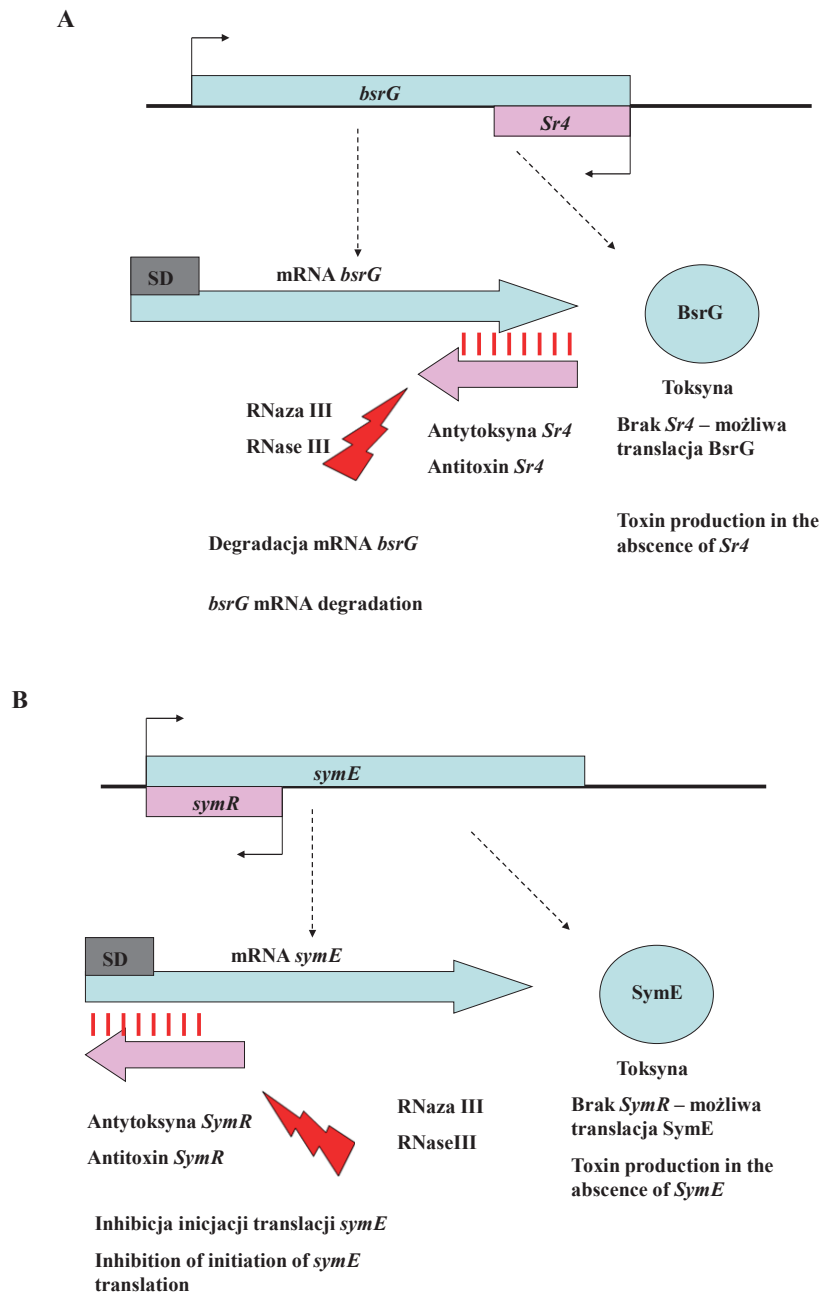 A
bsrG
Sr4
SD
mRNA bsrG
BsrG
RNaza III
RNase III
Antytoksyna Sr4
Antitoxin Sr4
Toksyna
Brak Sr4 – możliwa
translacja BsrG
Toxin production in the
abscence of Sr4
Degradacja mRNA bsrG
bsrG mRNA degradation
B
symE
symR
SD
mRNA symE
SymE
Antytoksyna SymR
Antitoxin SymR
RNaza III
RNaseIII
Toksyna
Brak SymR – możliwa
translacja SymE
Toxin production in the
abscence of SymE
Inhibicja inicjacji translacji symE
Inhibition of initiation of symE
translation